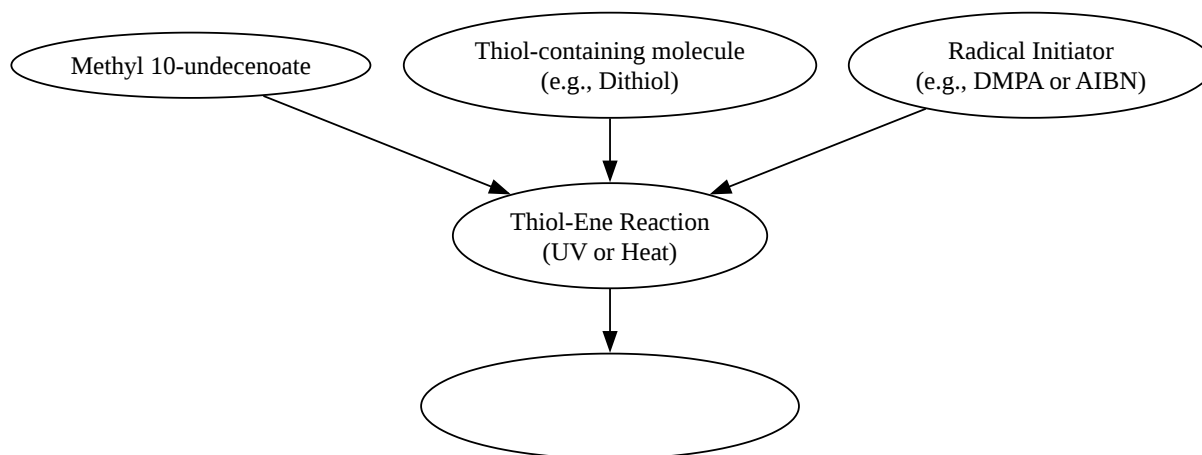 Methyl 10-undecenoate
Thiol-containing molecule
(e.g., Dithiol)
Radical Initiator
(e.g., DMPA or AIBN)
Thiol-Ene Reaction
(UV or Heat)